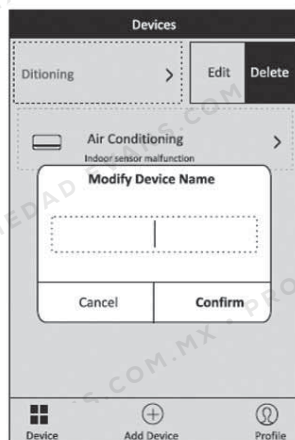 Devices
Ditioning
Edit
Delete
Air Conditioning
Indoor sensor malfunction
Modify Device Name
Cancel
Confirm
Device
Add Device
Profile